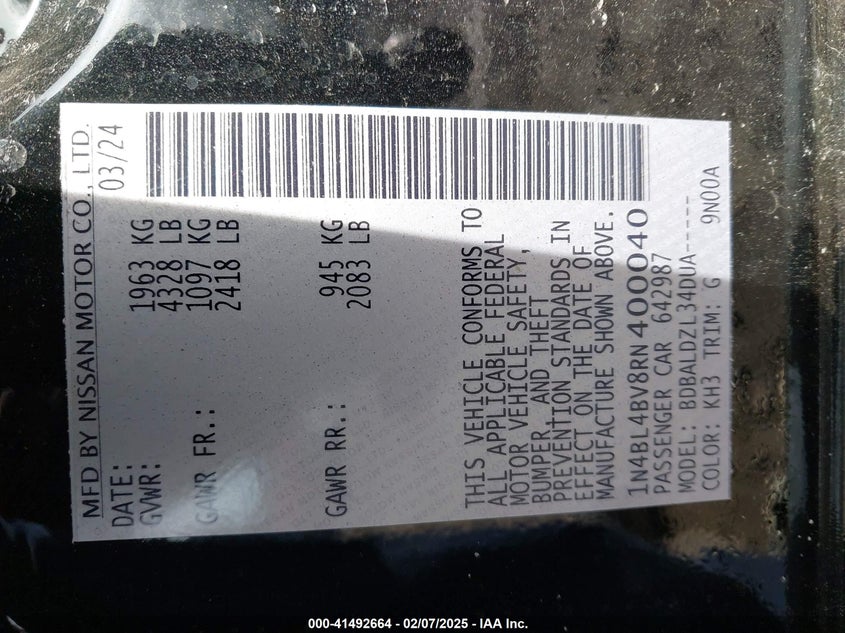 MFD BY NISSAN MOTOR CO., LTD.
DATE: 03/24
GVWR: 1963 KG
4328 LB
GAWR FR.: 1097 KG
2418 LB
GAWR RR.: 945 KG
2083 LB
THIS VEHICLE CONFORMS TO
ALL APPLICABLE FEDERAL
MOTOR VEHICLE SAFETY,
BUMPER, AND THEFT
PREVENTION STANDARDS IN
EFFECT ON THE DATE OF
MANUFACTURE SHOWN ABOVE.
1N4BL4BV8RN400040
PASSENGER CAR 642987
MODEL: BDBALDZL34DUA-----
COLOR: KH3 TRIM: G 9N00A
000-41492664 - 02/07/2025 - IAA Inc.